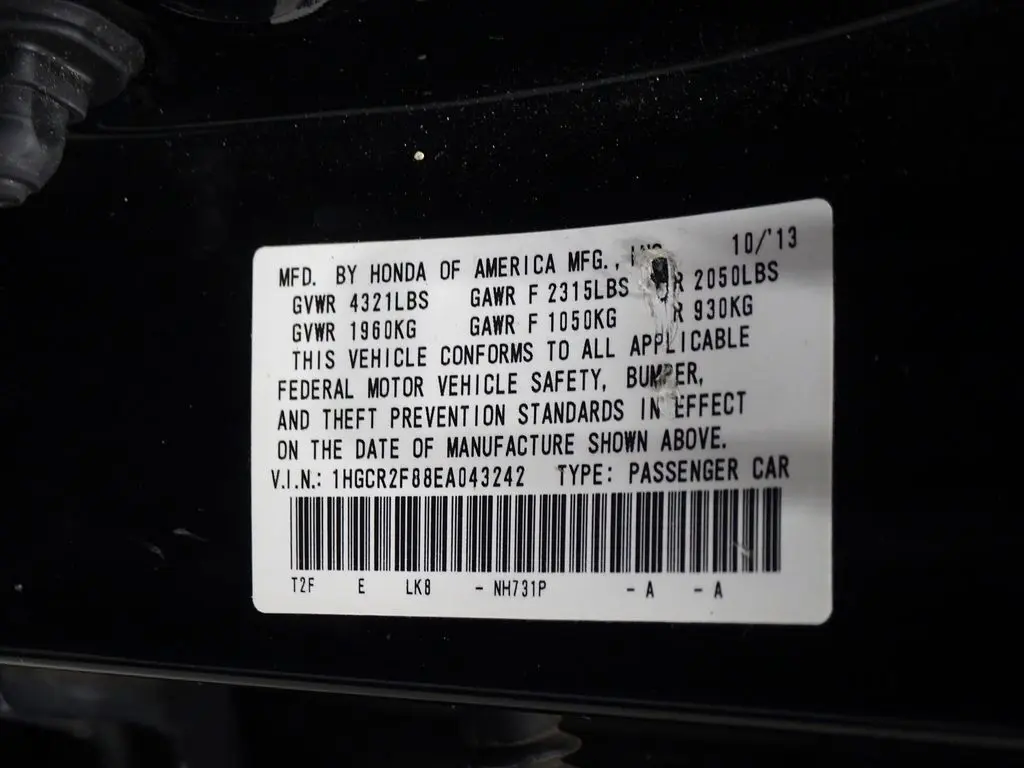 MFD. BY HONDA OF AMERICA MFG., INC. 10/'13
GVWR 4321LBS GAWR F 2315LBS R 2050LBS
GVWR 1960KG GAWR F 1050KG R 930KG
THIS VEHICLE CONFORMS TO ALL APPLICABLE
FEDERAL MOTOR VEHICLE SAFETY, BUMPER,
AND THEFT PREVENTION STANDARDS IN EFFECT
ON THE DATE OF MANUFACTURE SHOWN ABOVE.
V.I.N.: 1HGCR2F88EA043242 TYPE: PASSENGER CAR
T2F E LK8 - NH731P - A - A